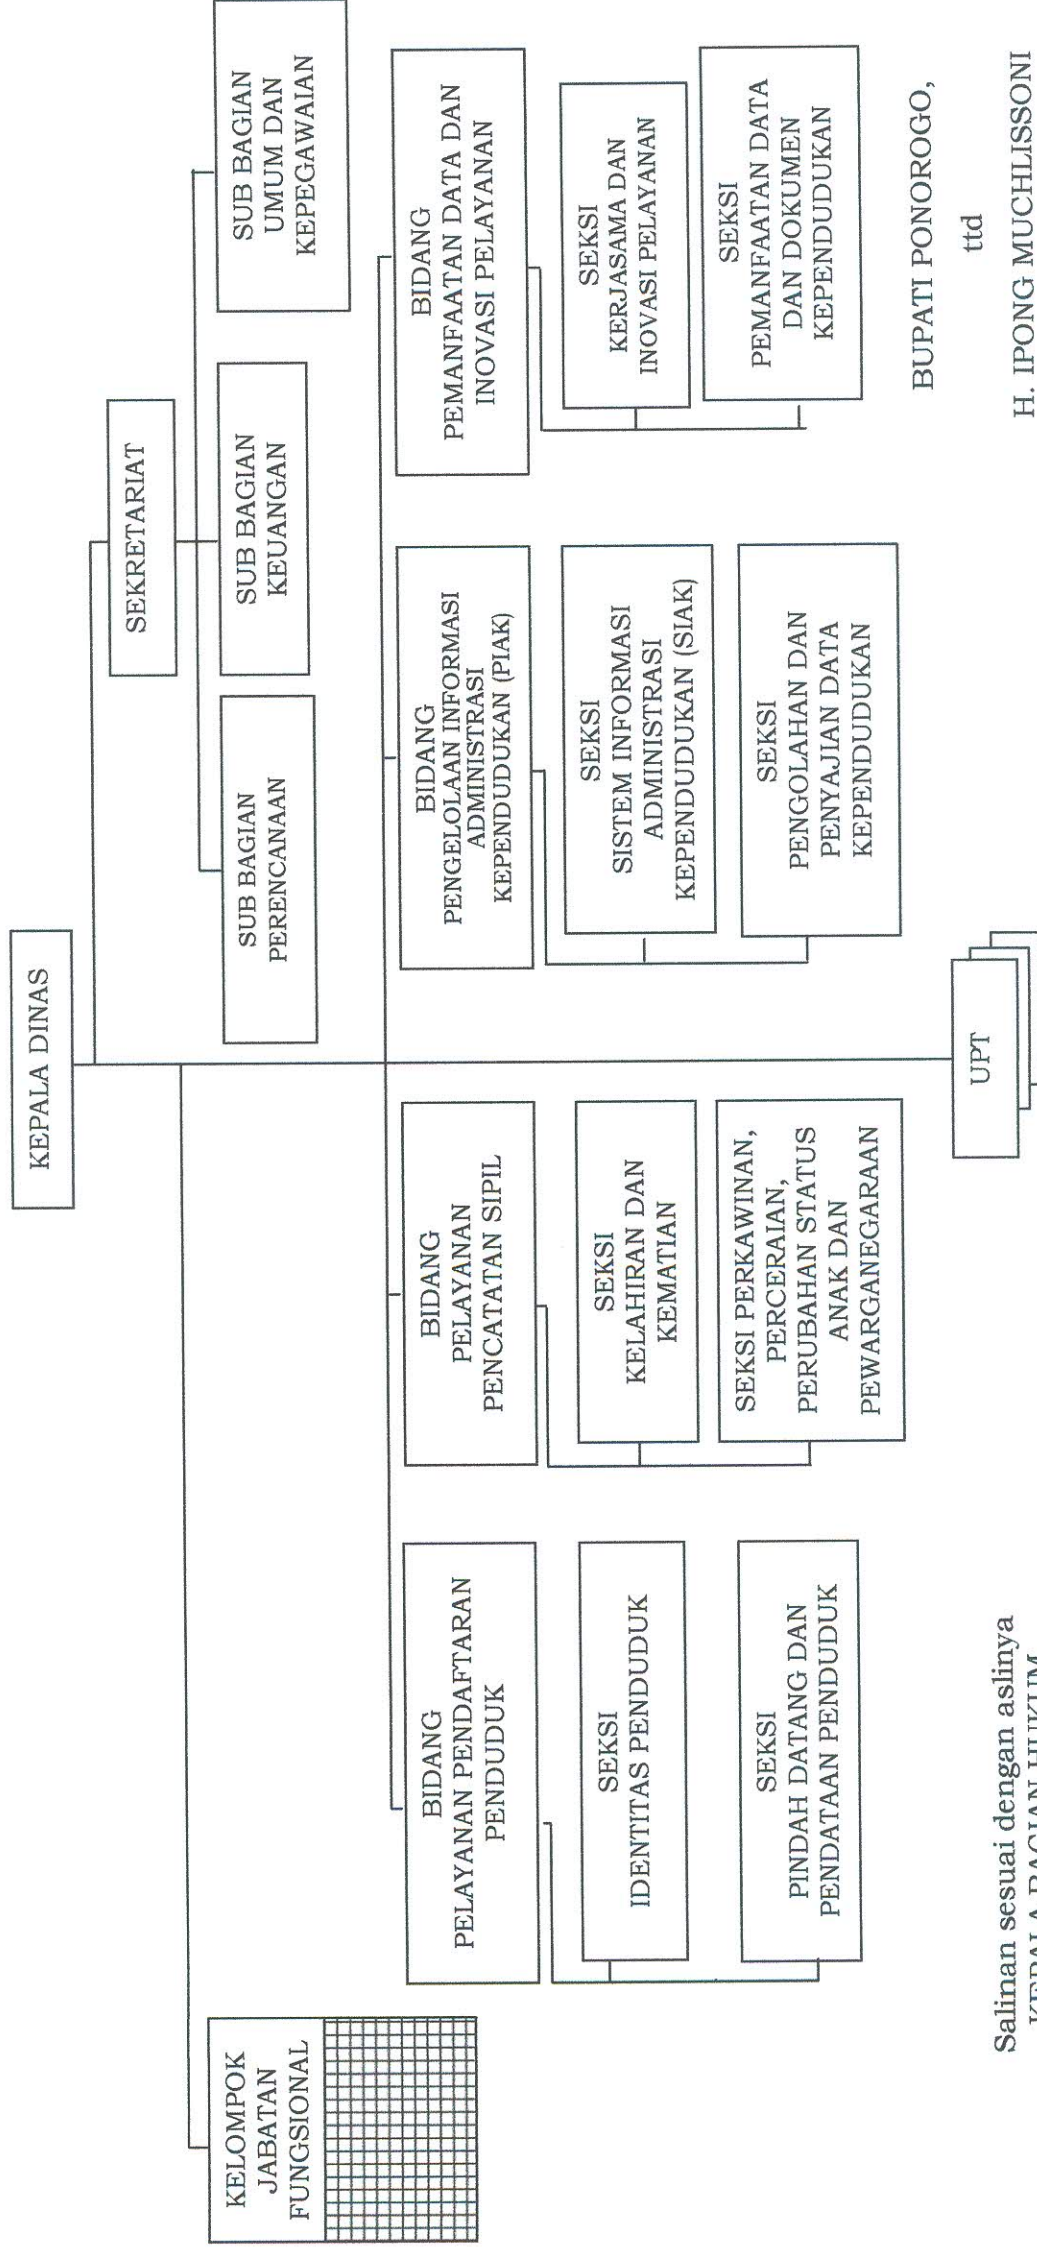 KEPALA DINAS
SEKRETARIAT
KELOMPOK
JABATAN
FUNGSIONAL
SUB BAGIAN
PERENCANAAN
SUB BAGIAN
KEUANGAN
SUB BAGIAN
UMUM DAN
KEPEGAWAIAN
BIDANG
PELAYANAN PENDAFTARAN
PENDUDUK
BIDANG
PELAYANAN
PENCATATAN SIPIL
BIDANG
PENGELOLAAN INFORMASI
ADMINISTRASI
KEPENDUDUKAN (PIAK)
BIDANG
PEMANFAATAN DATA DAN
INOVASI PELAYANAN
SEKSI
IDENTITAS PENDUDUK
SEKSI
KELAHIRAN DAN
KEMATIAN
SEKSI
SISTEM INFORMASI
ADMINISTRASI
KEPENDUDUKAN (SIAK)
SEKSI
KERJASAMA DAN
INOVASI PELAYANAN
SEKSI
PINDAH DATANG DAN
PENDATAAN PENDUDUK
SEKSI PERKAWINAN,
PERCERAIAN,
PERUBAHAN STATUS
ANAK DAN
PEWARGANEGARAAN
SEKSI
PENGOLAHAN DAN
PENYAJIAN DATA
KEPENDUDUKAN
SEKSI
PEMANFAATAN DATA
DAN DOKUMEN
KEPENDUDUKAN
UPT
BUPATI PONOROGO,
ttd
H. IPONG MUCHLISSONI
Salinan sesuai dengan aslinya
KEPALA BAGIAN HUKUM